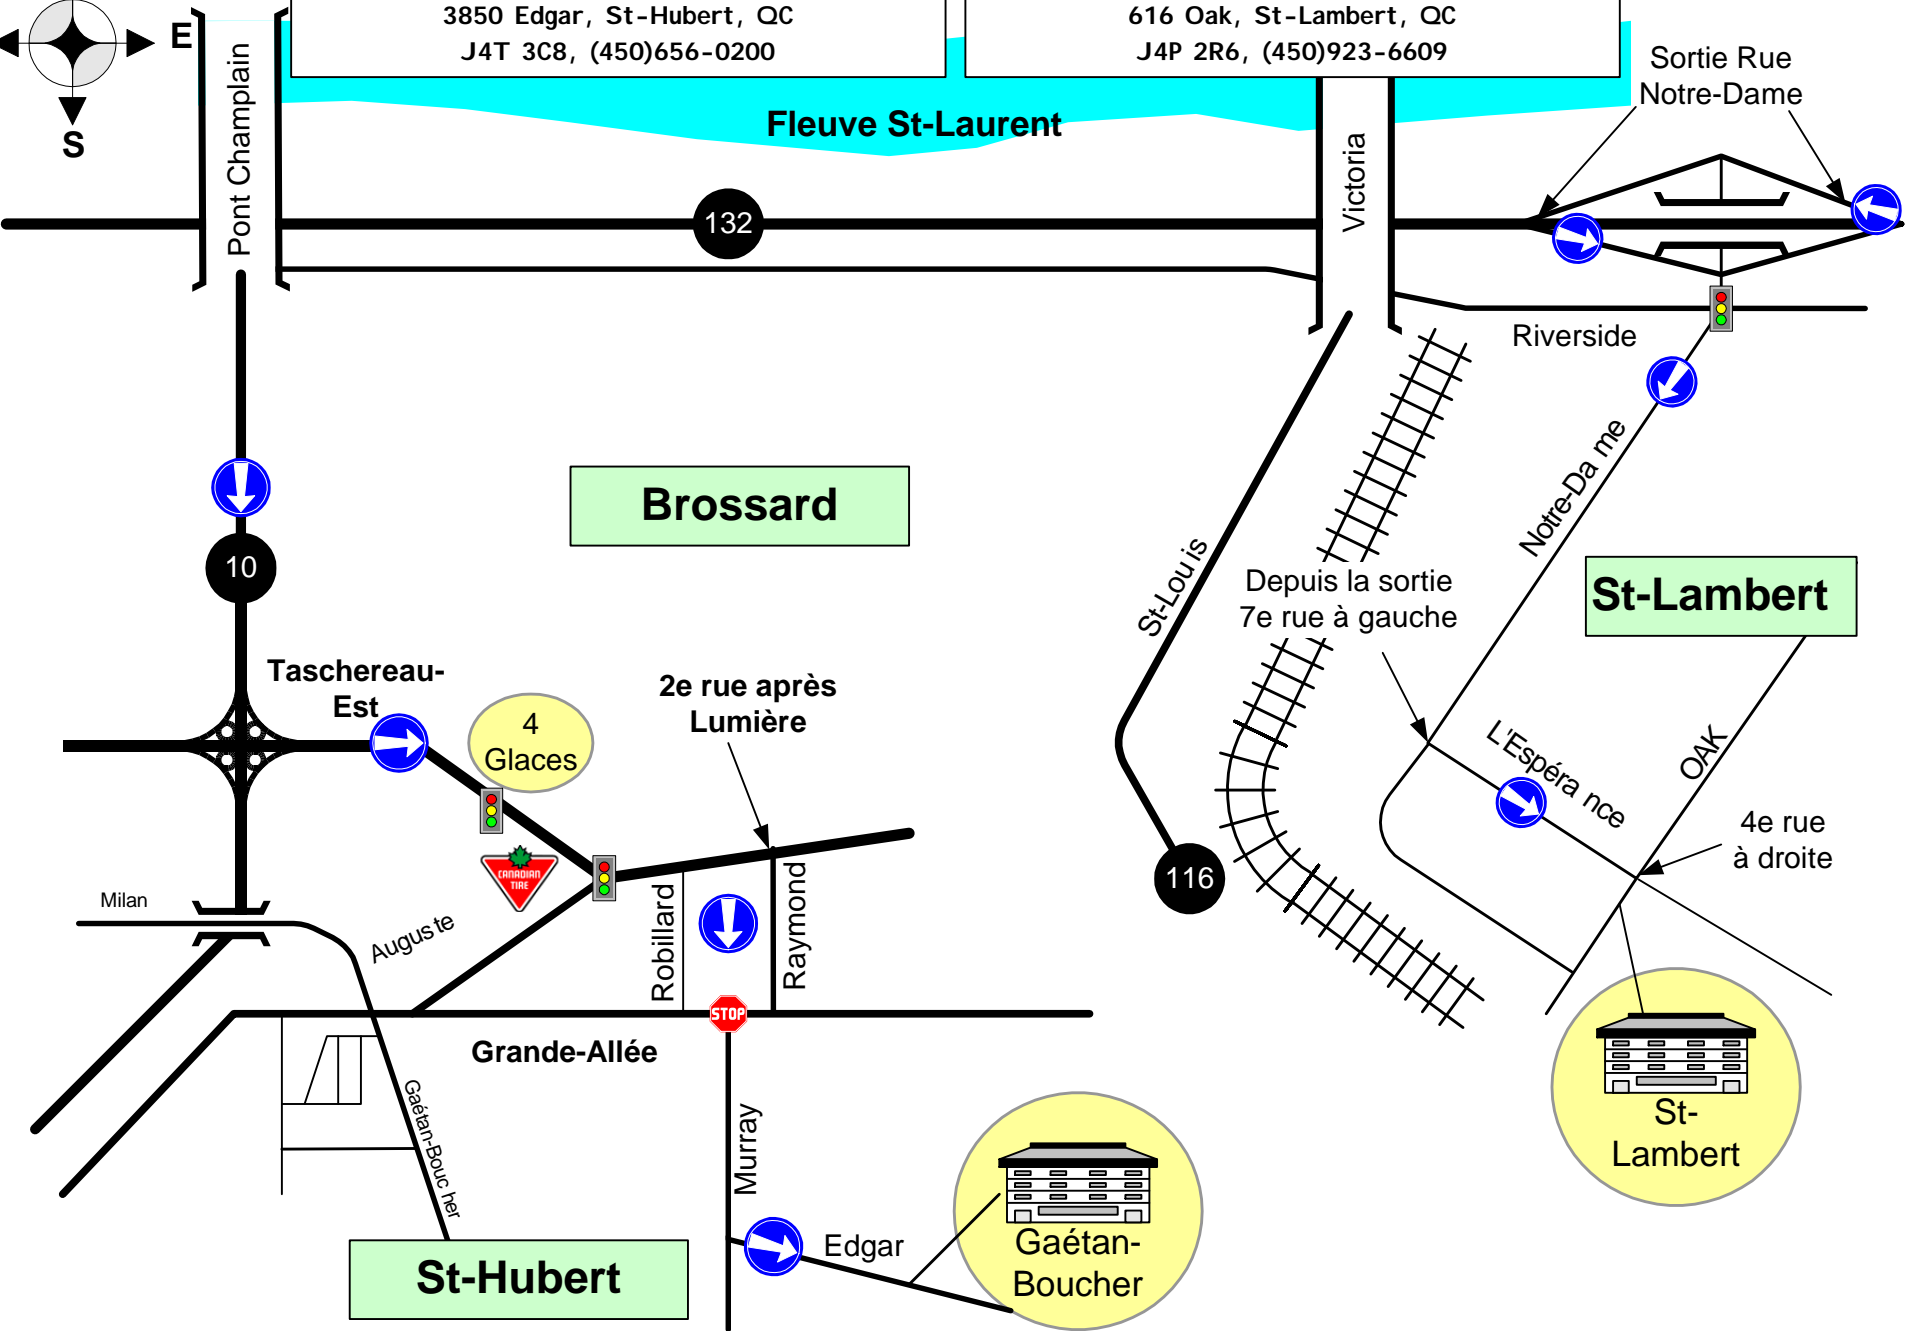 3850 Edgar, St-Hubert, QC
J4T 3C8, (450)656-0200
616 Oak, St-Lambert, QC
J4P 2R6, (450)923-6609
E
S
Pont Champlain
Fleuve St-Laurent
Victoria
Sortie Rue
Notre-Dame
132
Riverside
10
Brossard
St-Louis
Notre-Da me
Depuis la sortie
7e rue à gauche
St-Lambert
Taschereau-
Est
4
Glaces
2e rue après
Lumière
L'Espéra nce
OAK
4e rue
à droite
116
CANADIAN
TIRE
Milan
Augus te
Robillard
Raymond
STOP
Grande-Allée
Gaétan-Bouc her
Murray
Edgar
Gaétan-
Boucher
St-
Lambert
St-Hubert